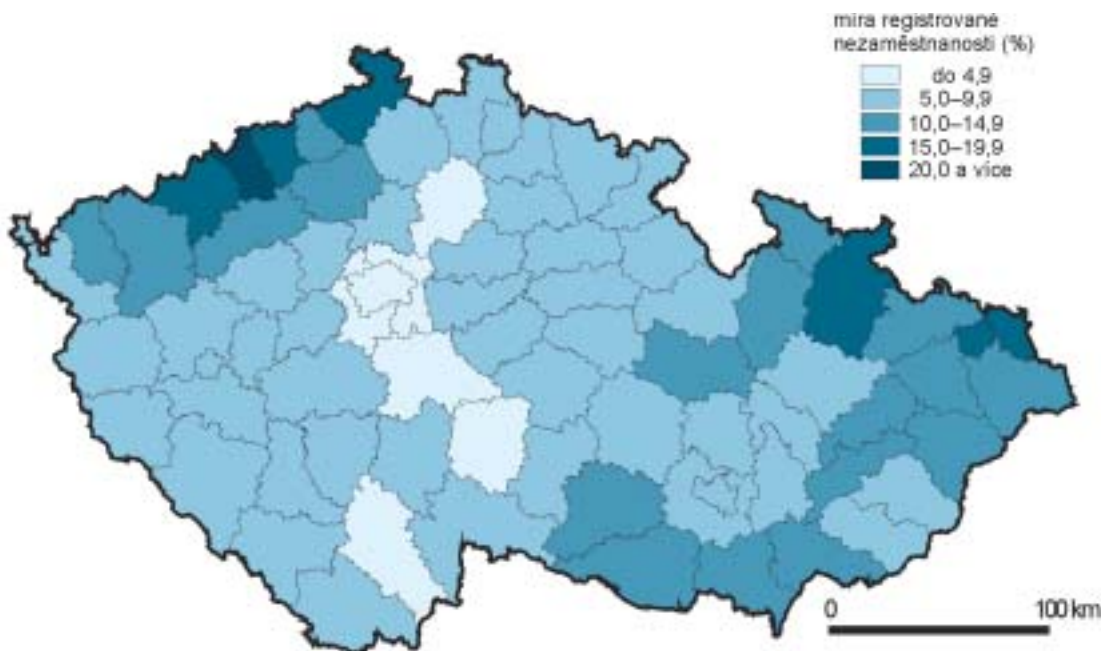 míra registrované
nezaměstnanosti (%)
do 4,9
5,0–9,9
10,0–14,9
15,0–19,9
20,0 a více
0 100 km